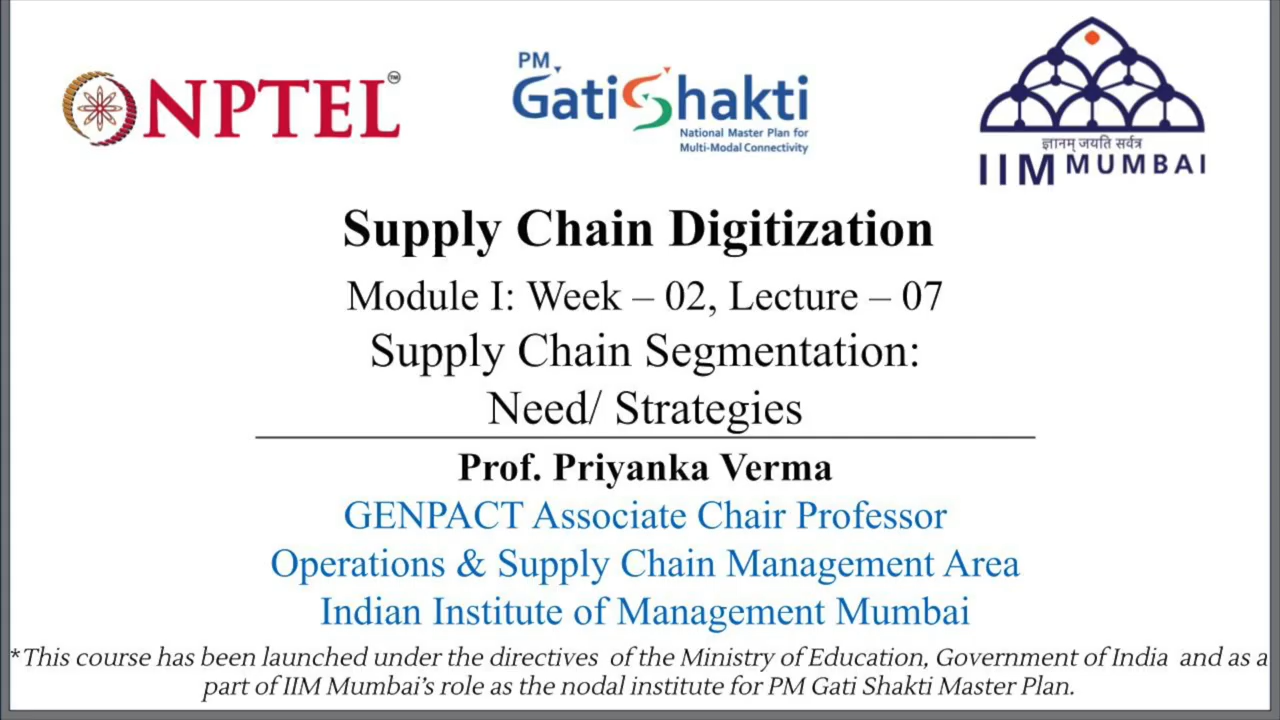 NPTEL™
PM
GatiShakti
National Master Plan for
Multi-Modal Connectivity
ज्ञानम् जयति सर्वत्र
IIM MUMBAI
Supply Chain Digitization
Module I: Week – 02, Lecture – 07
Supply Chain Segmentation:
Need/ Strategies
Prof. Priyanka Verma
GENPACT Associate Chair Professor
Operations & Supply Chain Management Area
Indian Institute of Management Mumbai
*This course has been launched under the directives of the Ministry of Education, Government of India and as a
part of IIM Mumbai's role as the nodal institute for PM Gati Shakti Master Plan.